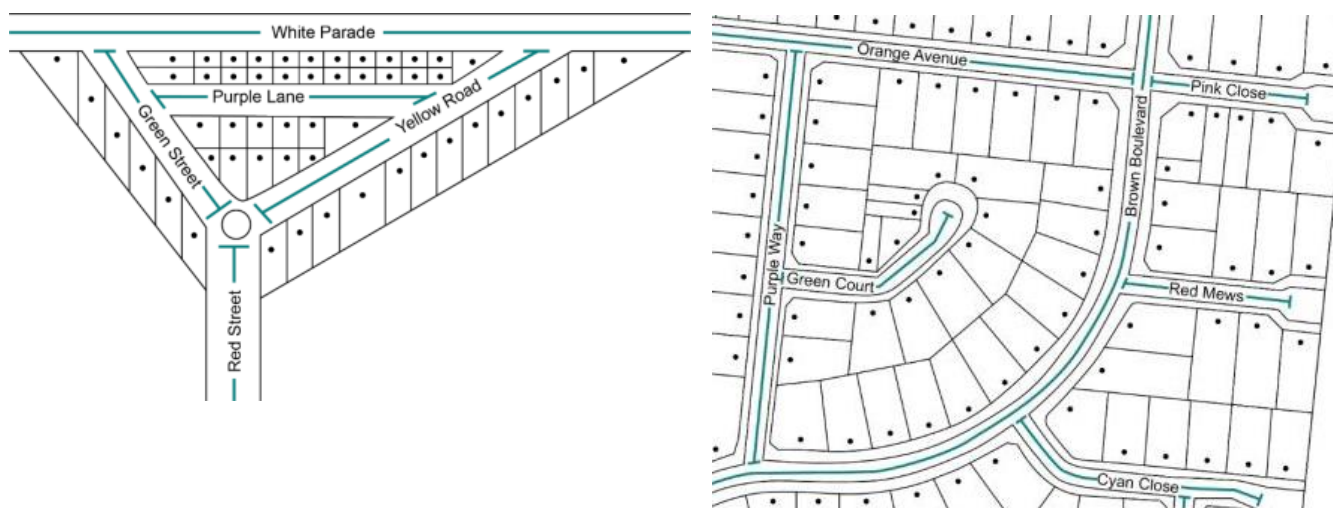 White Parade
Purple Lane
Green Street
Yellow Road
Red Street
Orange Avenue
Pink Close
Brown Boulevard
Purple Way
Green Court
Red Mews
Cyan Close